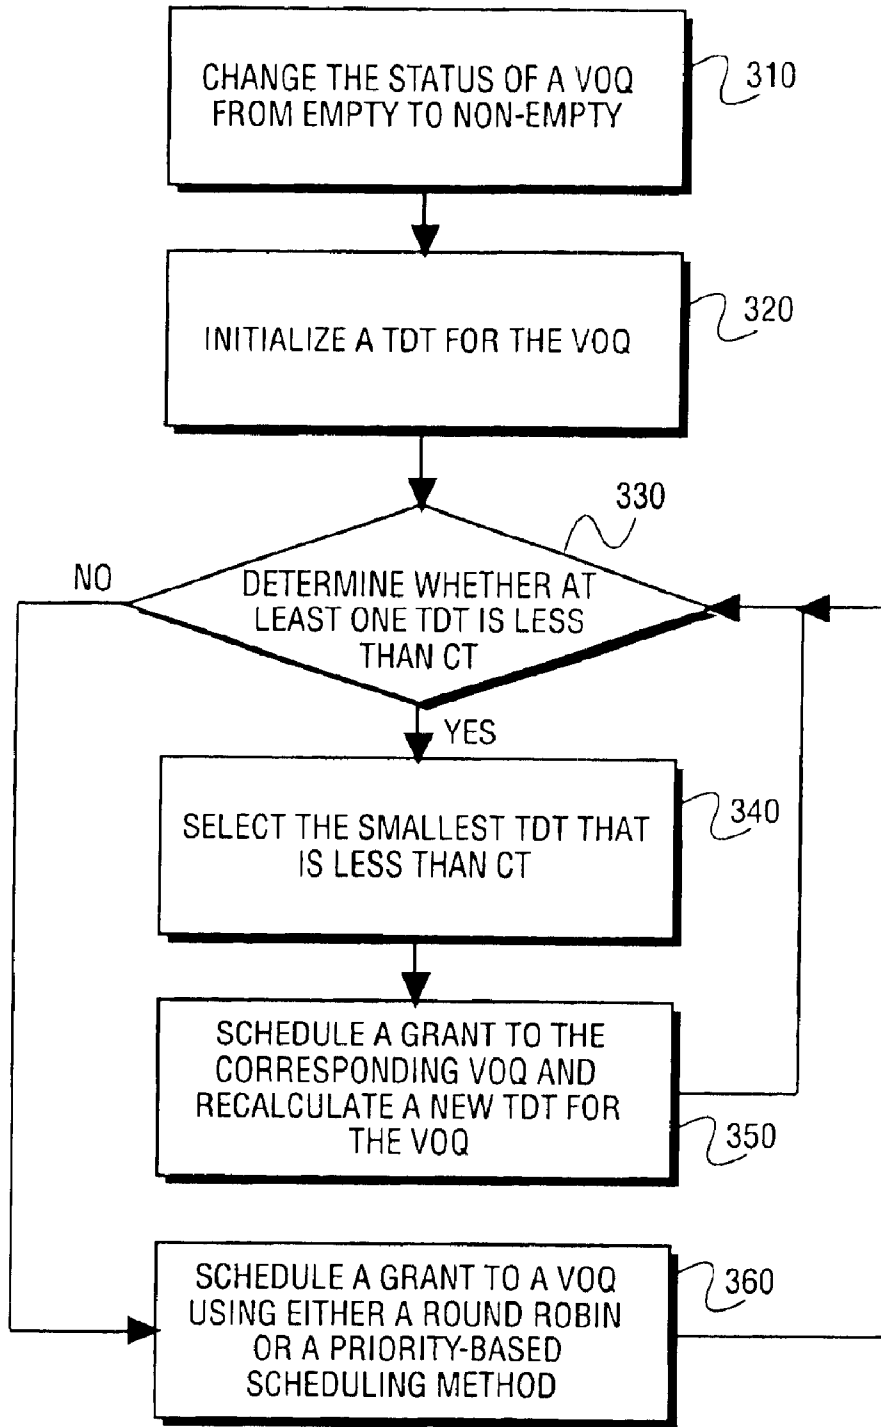 CHANGE THE STATUS OF A VOQ
FROM EMPTY TO NON-EMPTY
310
INITIALIZE A TDT FOR THE VOQ
320
330
NO
DETERMINE WHETHER AT
LEAST ONE TDT IS LESS
THAN CT
YES
SELECT THE SMALLEST TDT THAT
IS LESS THAN CT
340
SCHEDULE A GRANT TO THE
CORRESPONDING VOQ AND
RECALCULATE A NEW TDT FOR
THE VOQ
350
SCHEDULE A GRANT TO A VOQ
USING EITHER A ROUND ROBIN
OR A PRIORITY-BASED
SCHEDULING METHOD
360